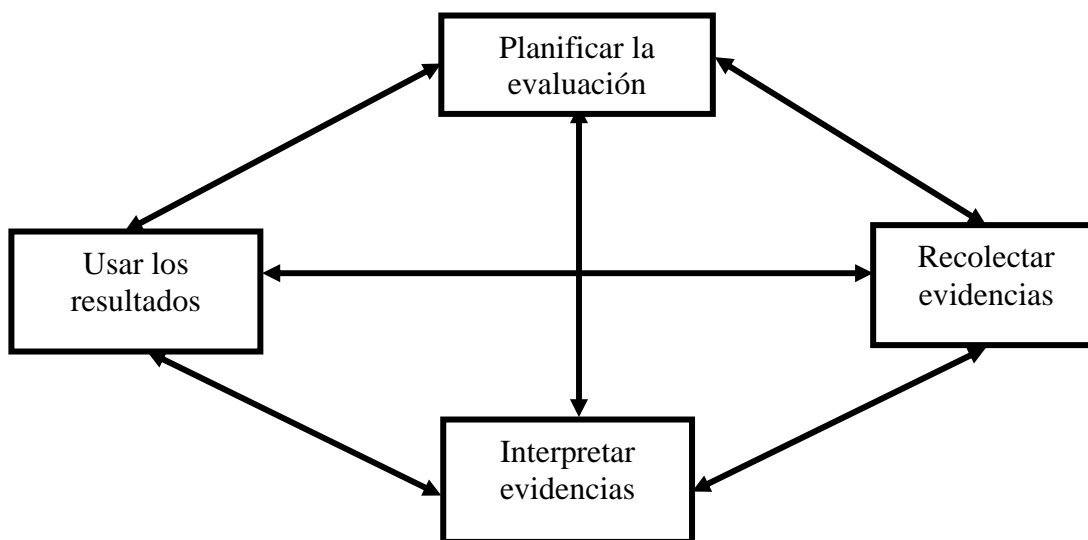 Planificar la
evaluación
Usar los
resultados
Recolectar
evidencias
Interpretar
evidencias